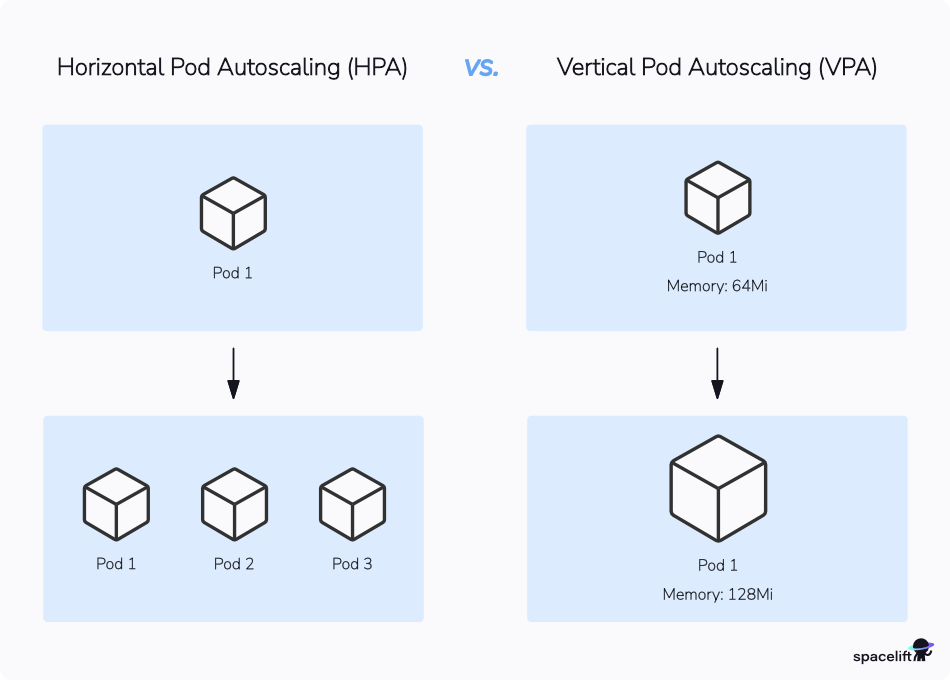 Horizontal Pod Autoscaling (HPA)
vs.
Vertical Pod Autoscaling (VPA)
Pod 1
Pod 1
Memory: 64Mi
Pod 1
Pod 2
Pod 3
Pod 1
Memory: 128Mi
spacelift